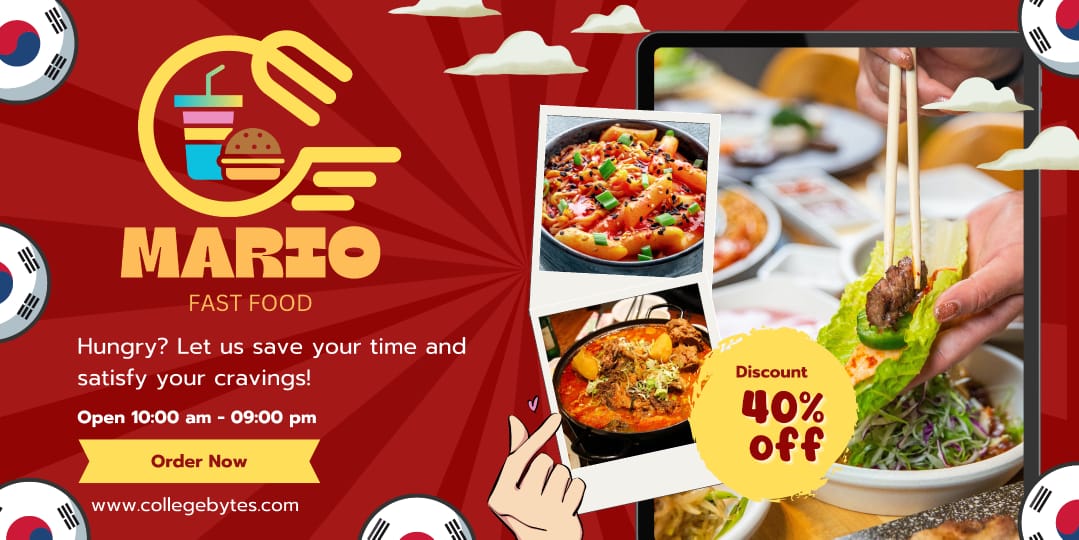 MARIO
FAST FOOD
Hungry? Let us save your time and
satisfy your cravings!
Open 10:00 am - 09:00 pm
Order Now
www.collegebytes.com
Discount
40%
off